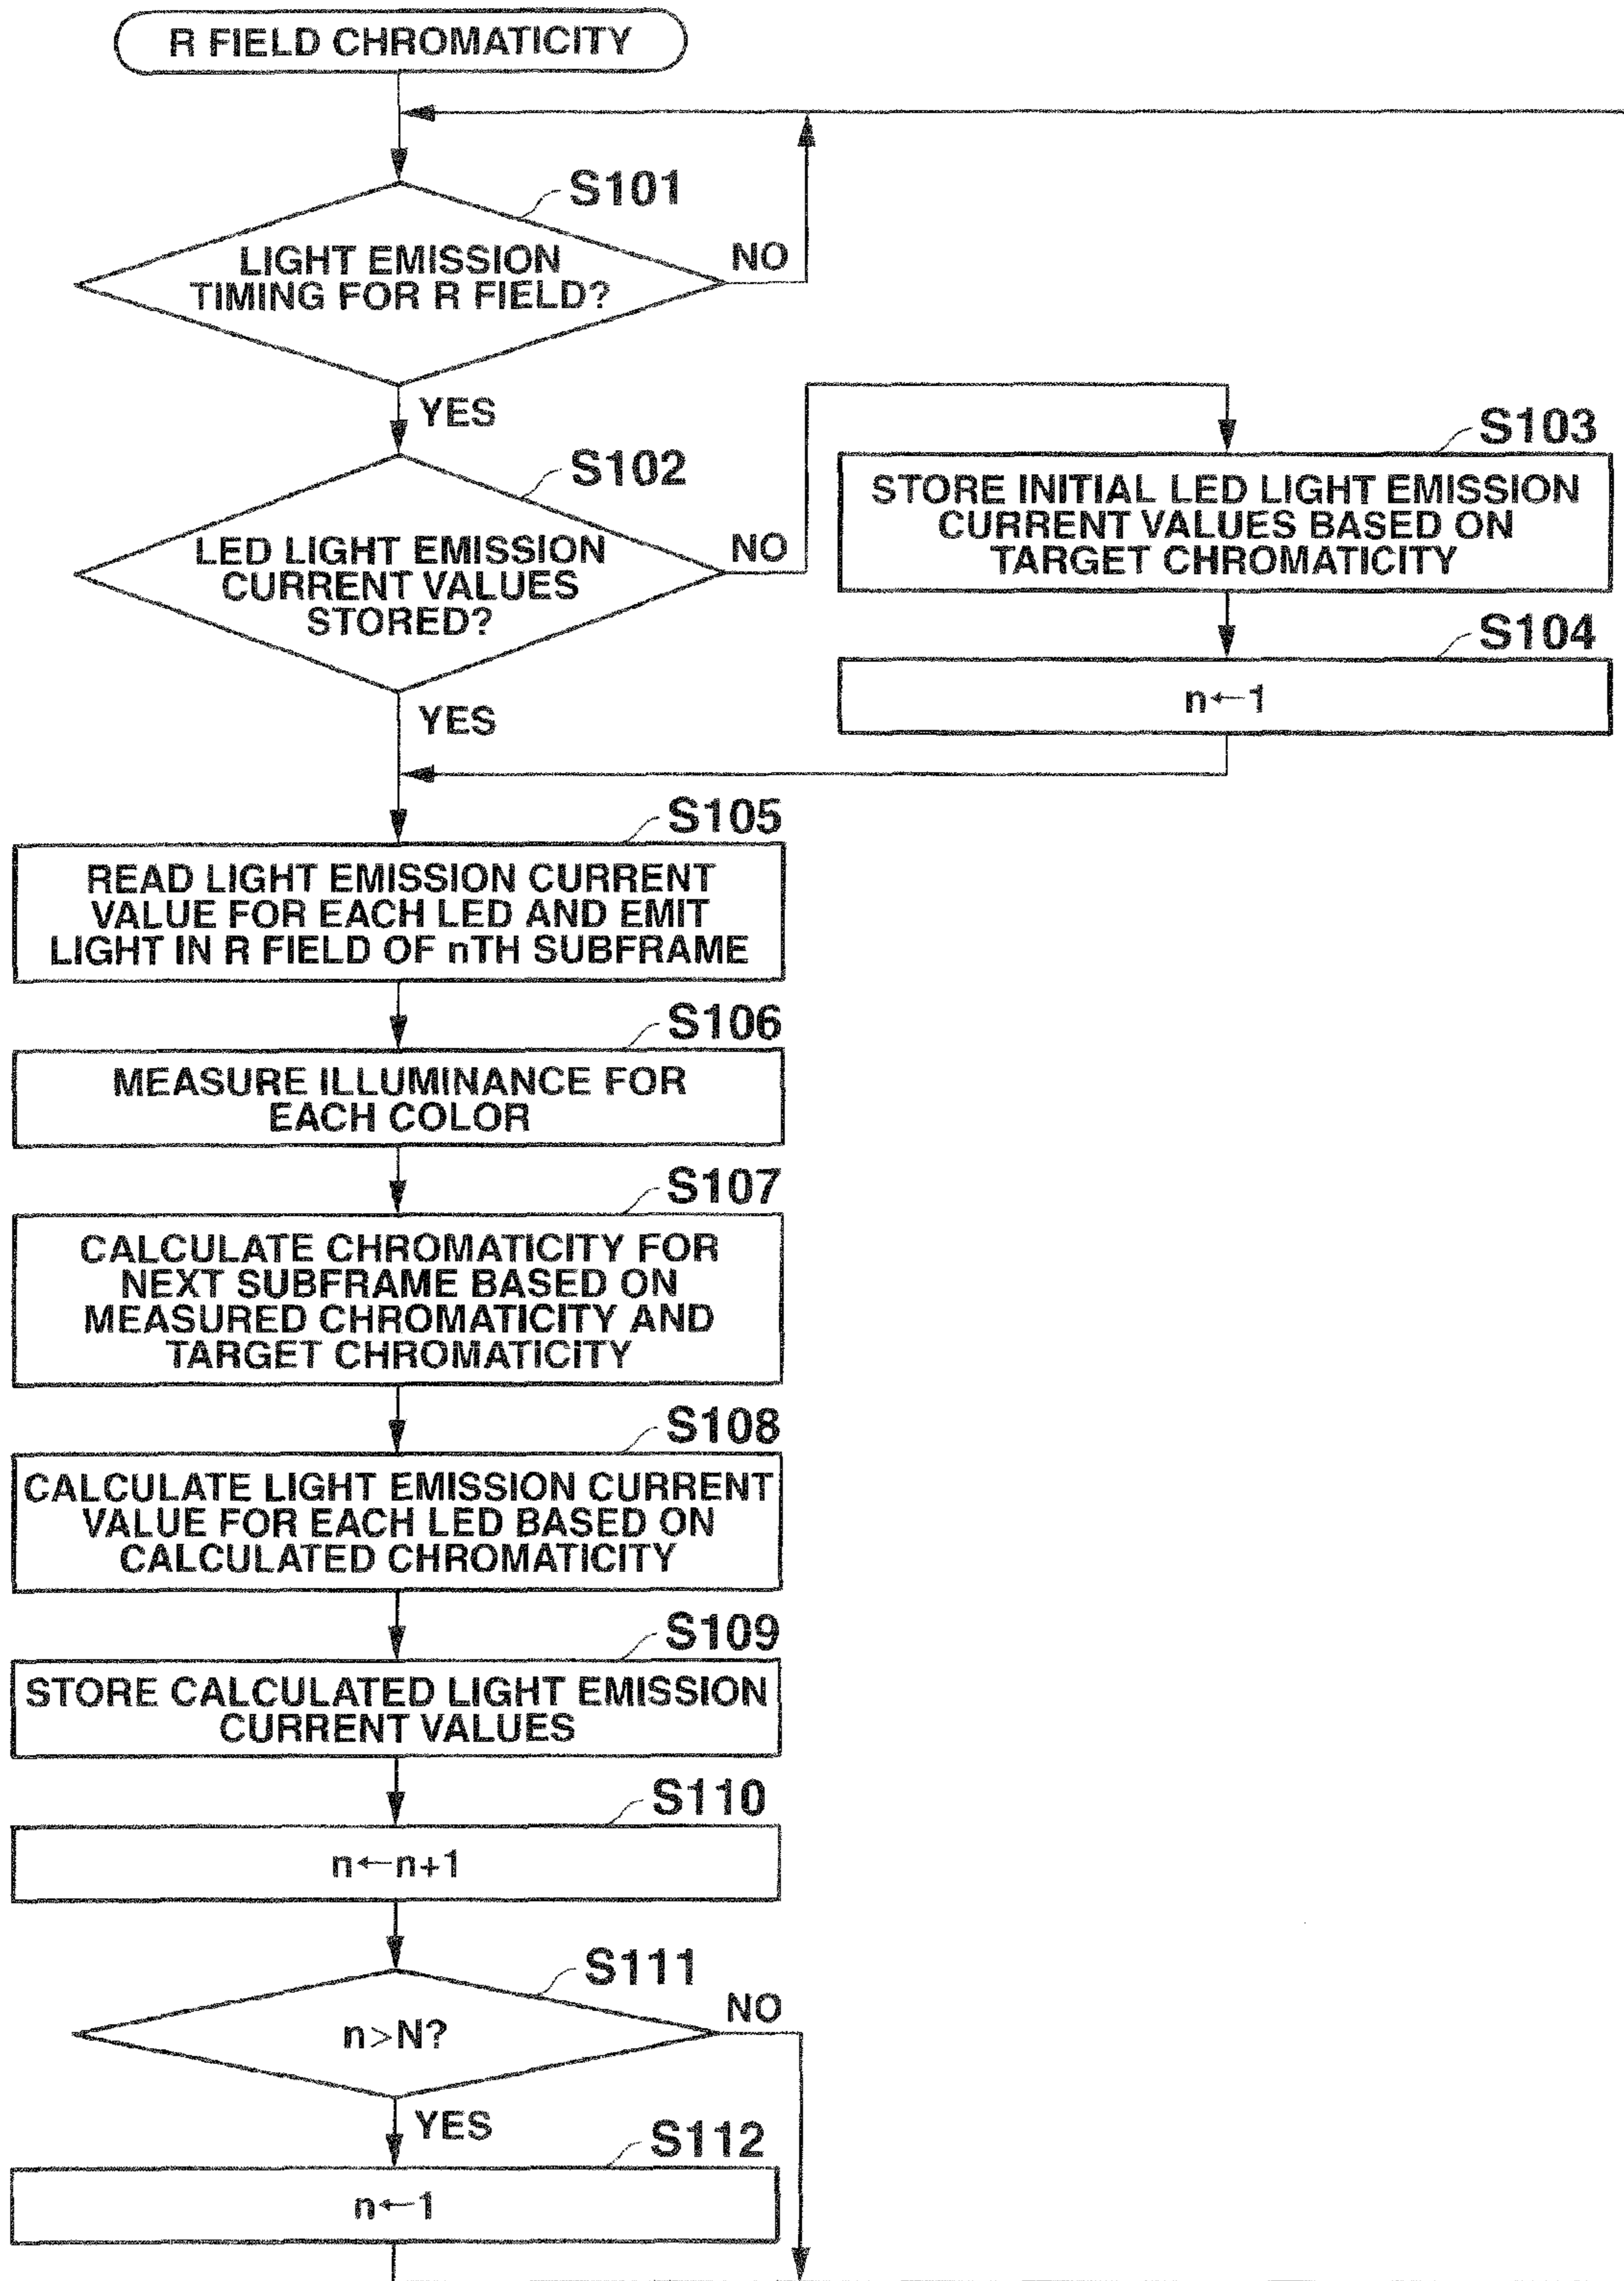 R FIELD CHROMATICITY
S101
LIGHT EMISSION
TIMING FOR R FIELD?
NO
YES
S102
LED LIGHT EMISSION
CURRENT VALUES
STORED?
NO
S103
STORE INITIAL LED LIGHT EMISSION
CURRENT VALUES BASED ON
TARGET CHROMATICITY
S104
n←1
YES
S105
READ LIGHT EMISSION CURRENT
VALUE FOR EACH LED AND EMIT
LIGHT IN R FIELD OF nTH SUBFRAME
S106
MEASURE ILLUMINANCE FOR
EACH COLOR
S107
CALCULATE CHROMATICITY FOR
NEXT SUBFRAME BASED ON
MEASURED CHROMATICITY AND
TARGET CHROMATICITY
S108
CALCULATE LIGHT EMISSION CURRENT
VALUE FOR EACH LED BASED ON
CALCULATED CHROMATICITY
S109
STORE CALCULATED LIGHT EMISSION
CURRENT VALUES
S110
n←n+1
S111
n>N?
NO
YES
S112
n←1